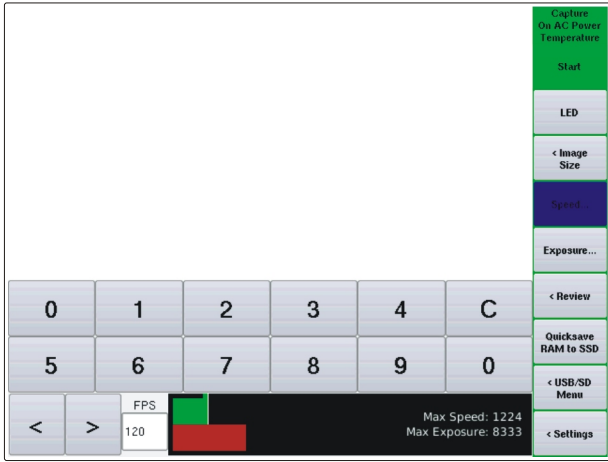 Capture
On AC Power
Temperature
Start
LED
< Image
Size
Speed...
Exposure...
< Review
Quicksave
RAM to SSD
< USB/SD
Menu
< Settings
0 1 2 3 4 C
5 6 7 8 9 0
< > FPS
120
Max Speed: 1224
Max Exposure: 8333